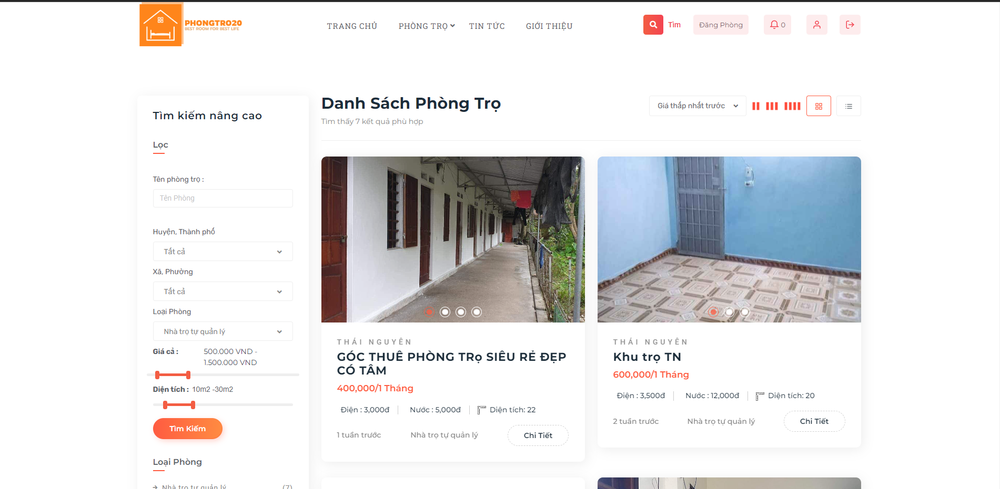 PHONGTRO20
BEST ROOM FOR BEST LIFE
TRANG CHỦ
PHÒNG TRỌ
TIN TỨC
GIỚI THIỆU
Tìm
Đăng Phòng
0
Tìm kiếm nâng cao
Lọc
Tên phòng trọ :
Tên Phòng
Huyện, Thành phố
Tất cả
Xã, Phường
Tất cả
Loại Phòng
Nhà trọ tự quản lý
Giá cả : 500.000 VND -
1.500.000 VND
Diện tích : 10m2 -30m2
Tìm Kiếm
Loại Phòng
Nhà trọ tự quản lý (7)
Danh Sách Phòng Trọ
Tìm thấy 7 kết quả phù hợp
Giá thấp nhất trước
THÁI NGUYÊN
GÓC THUÊ PHÒNG TRọ SIÊU RẺ ĐẸP
CÓ TÂM
400,000/1 Tháng
Điện : 3,000đ
Nước : 5,000đ
Diện tích: 22
1 tuần trước
Nhà trọ tự quản lý
Chi Tiết
THÁI NGUYÊN
Khu trọ TN
600,000/1 Tháng
Điện : 3,500đ
Nước : 12,000đ
Diện tích: 20
2 tuần trước
Nhà trọ tự quản lý
Chi Tiết